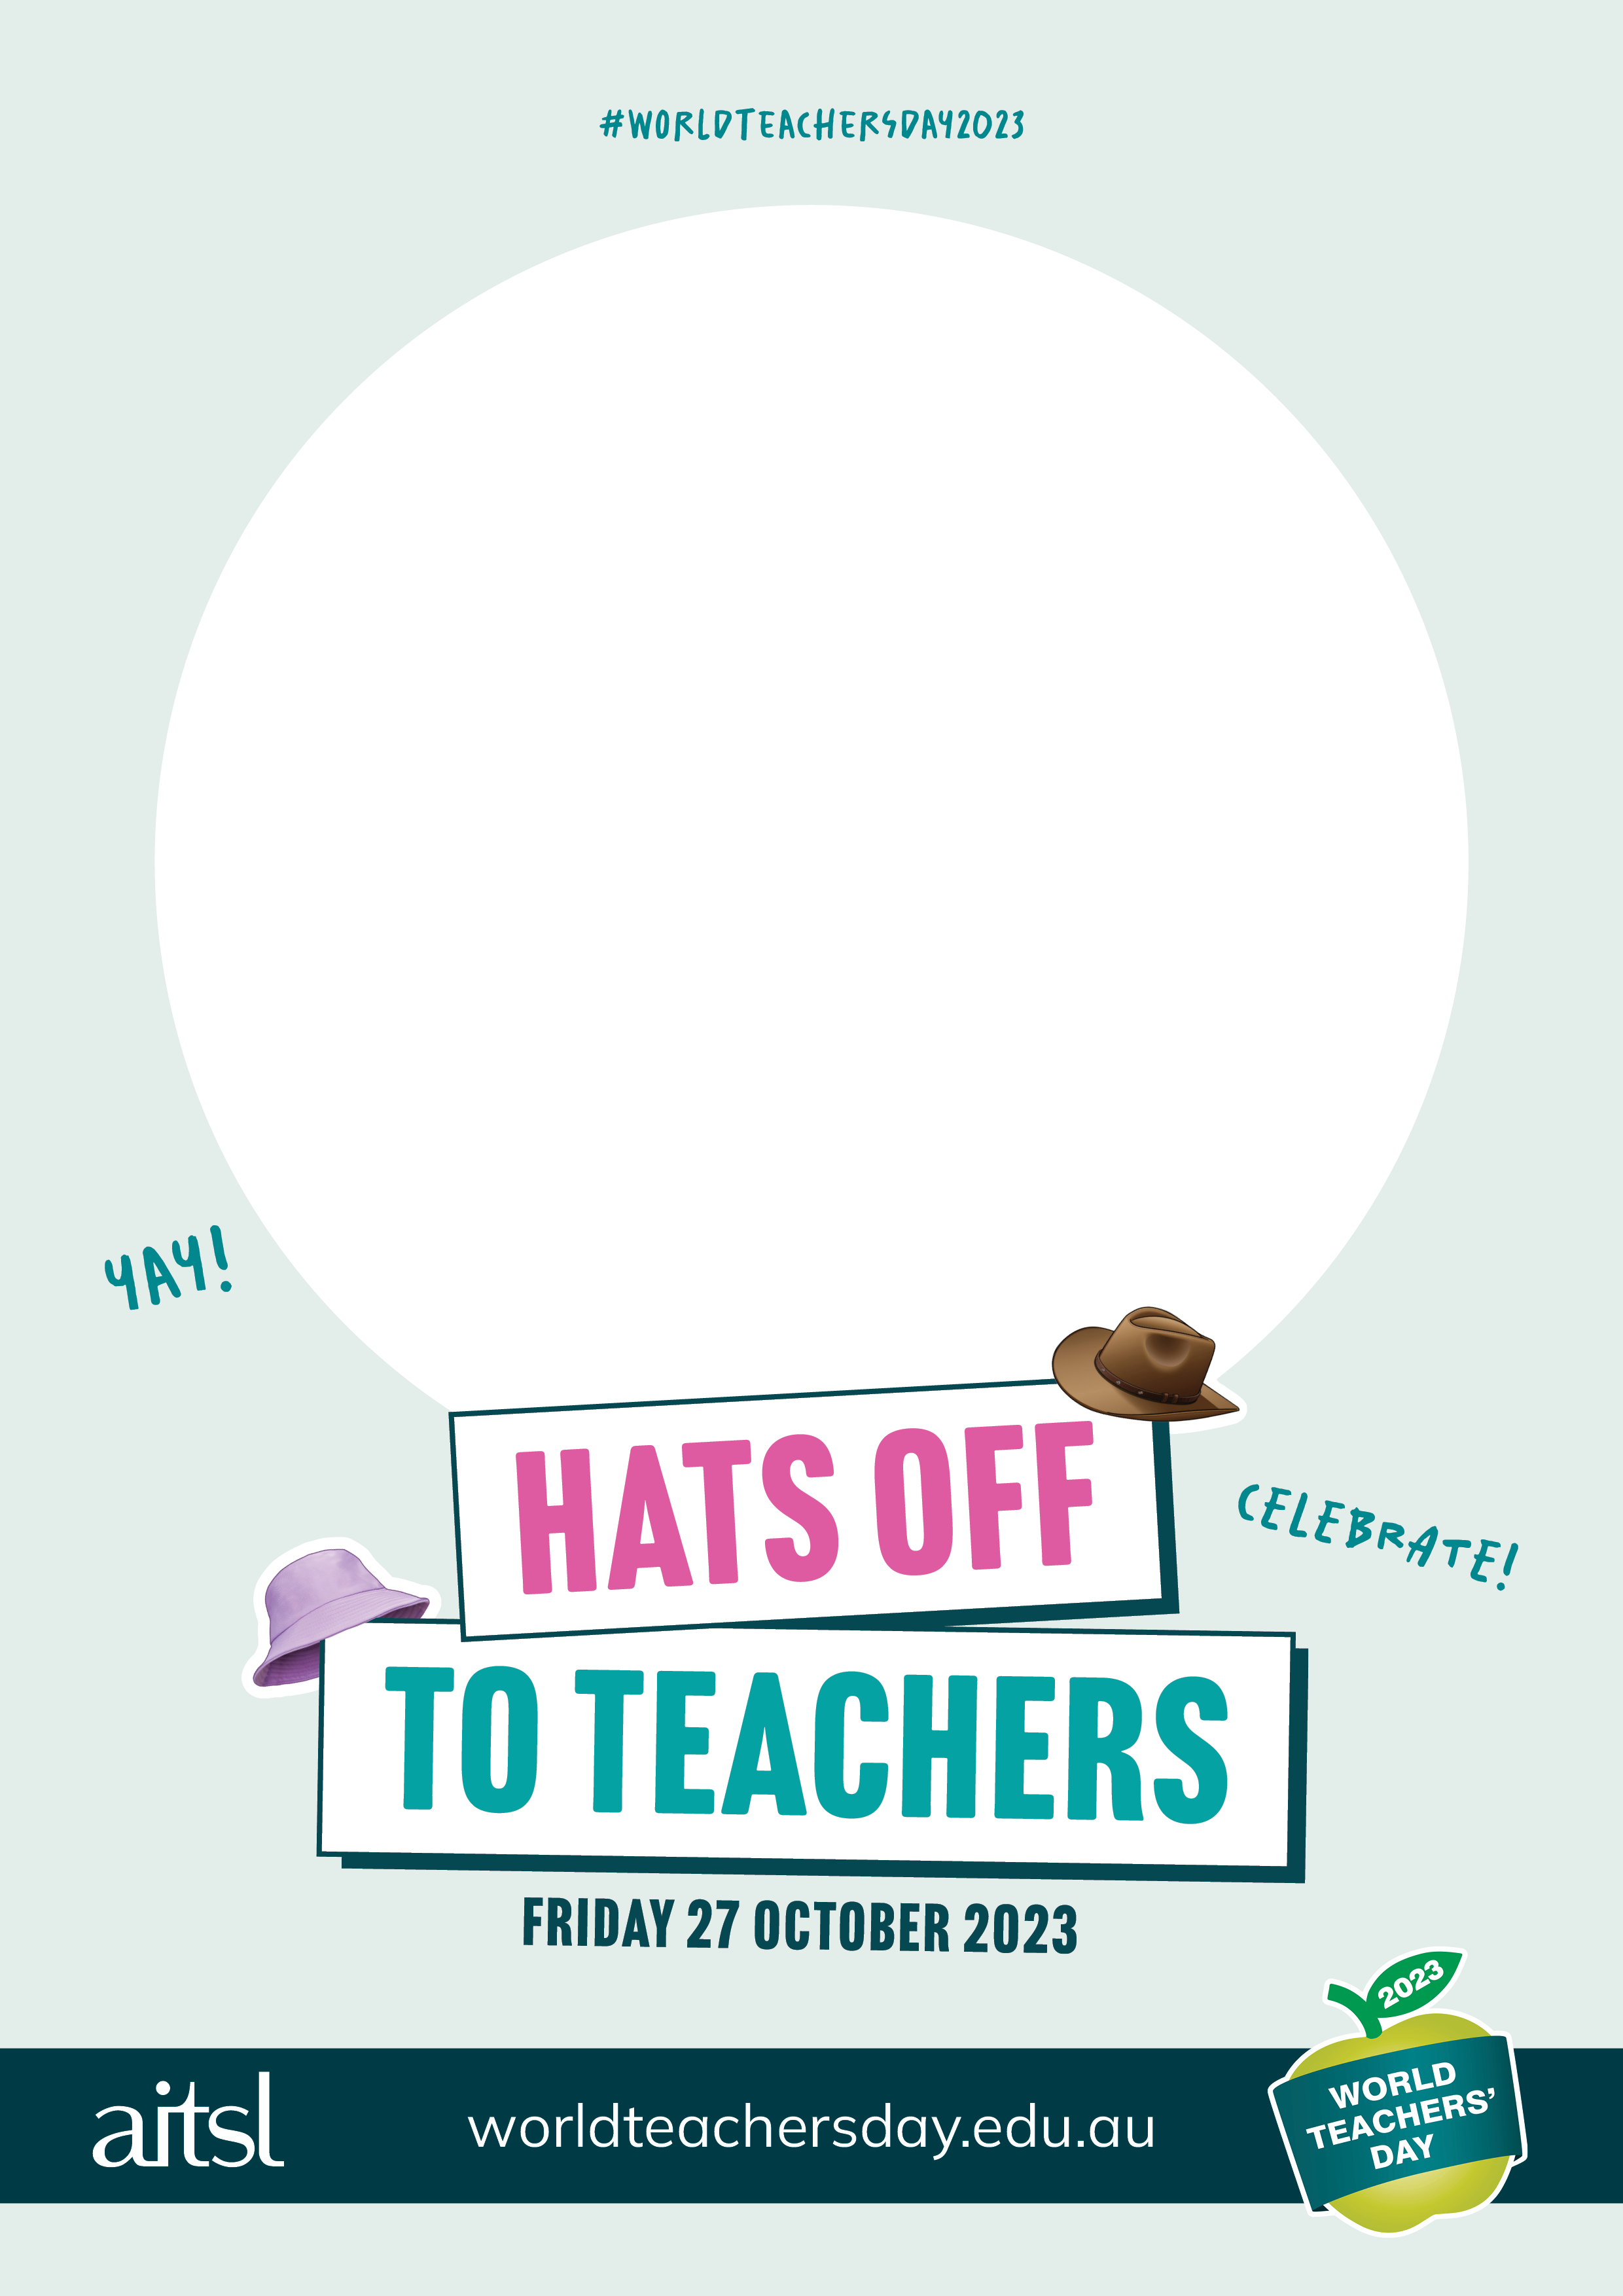 #WORLDTEACHERSDAY2023
YAY!
HATS OFF
CELEBRATE!
TO TEACHERS
FRIDAY 27 OCTOBER 2023
2023
WORLD
TEACHERS'
DAY
aitsl
worldteachersday.edu.au